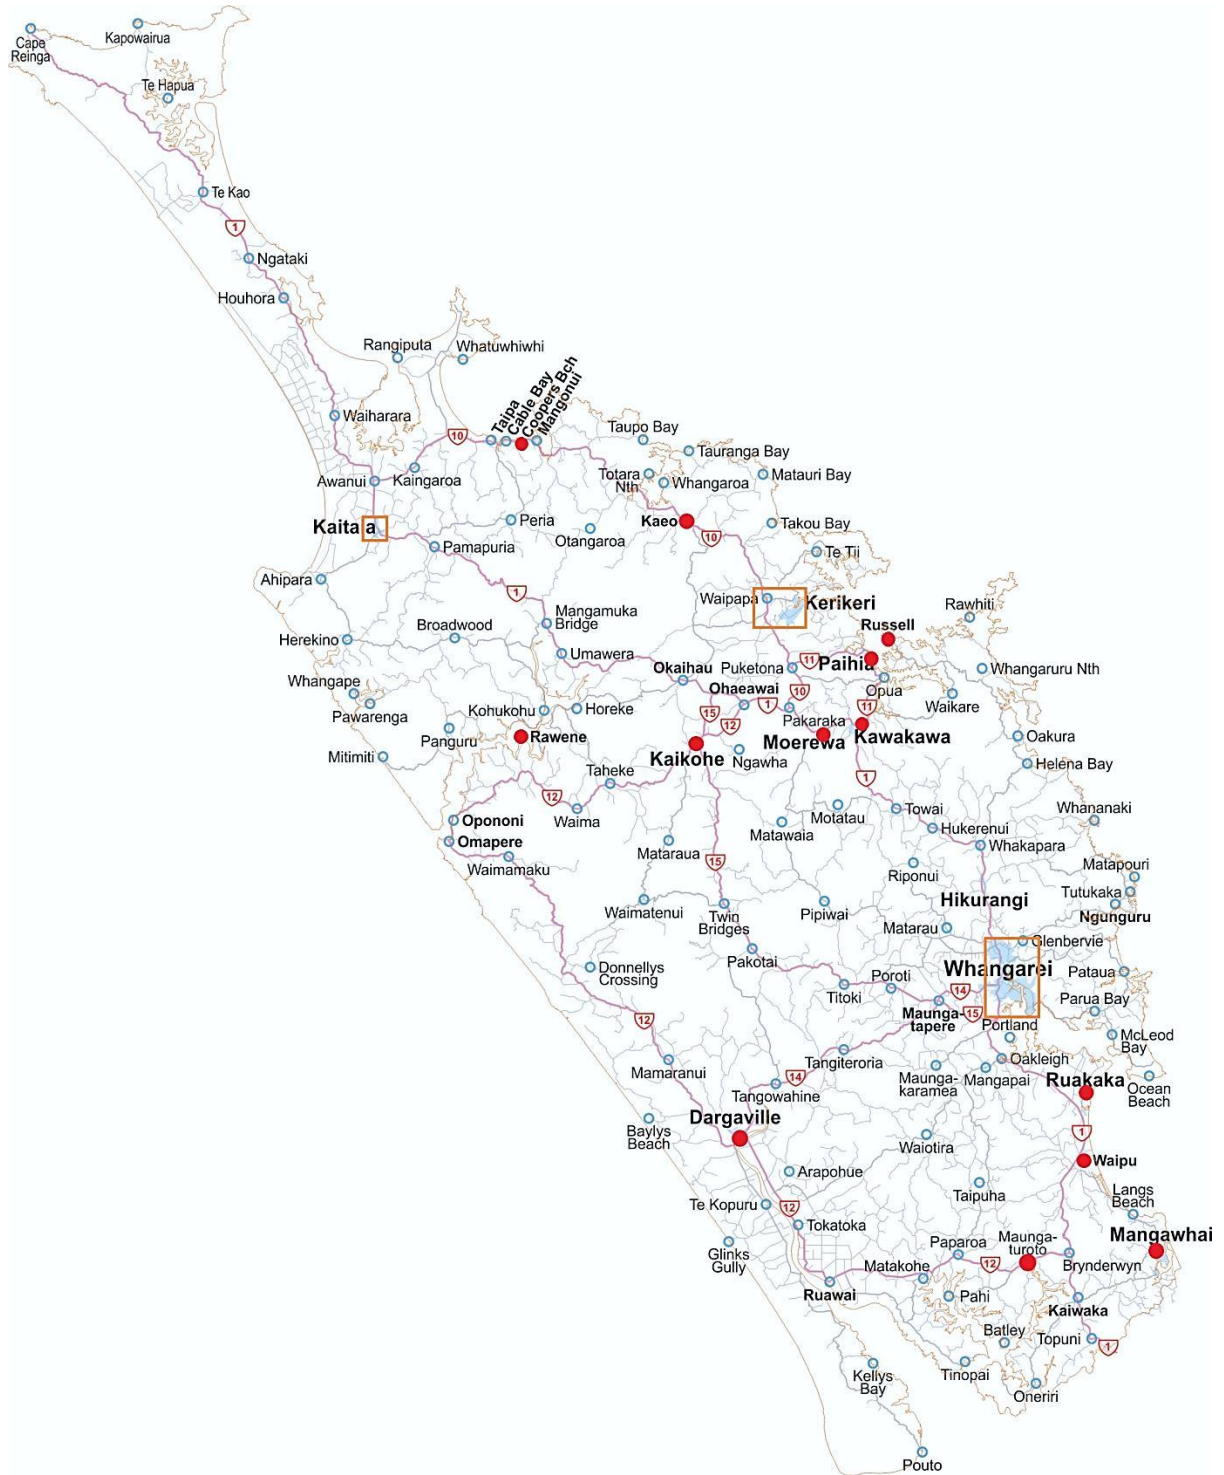 Cape
Reinga
Kapowairua
Te Hapua
Te Kao
1
Ngataki
Houhora
Rangiputa
Whatuwhiwhi
Waiharara
10
Taipa
Cable Bay
Coopers Bch
Mangonui
Taupo Bay
Tauranga Bay
Awanui
Kaingaroa
Totara
Nth
Whangaroa
Matauri Bay
Kaitaia
Peria
Otangaroa
Kaeo
10
Takou Bay
Pamapuria
Te Tii
Ahipara
1
Waipapa
Kerikeri
Rawhiti
Herekino
Broadwood
Mangamuka
Bridge
Russell
Umawera
Okaihau
Puketona
11
Paihia
Whangaruru Nth
Whangape
Pawarenga
Ohaeawai
10
Opua
Waikare
Kohukohu
Horeke
15
12
1
Pakaraka
11
Panguru
Rawene
Kaikohe
Ngawha
Moerewa
Kawakawa
Oakura
Mitimiti
Taheke
1
Helena Bay
12
Waima
Motatau
Towai
Whananaki
Opononi
Matawaia
Hukerenui
Omapere
Mataraua
Whakapara
Waimamaku
15
Riponui
Matapouri
Tutukaka
Waimatenui
Twin
Bridges
Pipiwai
Hikurangi
Ngunguru
Matarau
Glenbervie
Pakotai
Donnellys
Crossing
Whangarei
Pataua
Titoki
Poroti
14
Maunga-
tapere
15
Parua Bay
12
Portland
McLeod
Bay
Mamaranui
Tangiteroria
Oakleigh
Maunga-
karamea
Mangapai
14
Tangowahine
Ruakaka
Ocean
Beach
Baylys
Beach
Dargaville
1
Waiotira
Arapohue
Waipu
Taipuha
Te Kopuru
12
Langs
Beach
Tokatoka
Glinks
Gully
Paparoa
Maunga-
turoto
Mangawhai
Matakohe
12
Brynderwyn
Ruawai
Pahi
Kaiwaka
Batley
Topuni
1
Kellys
Bay
Tinopai
Oneriri
Pouto